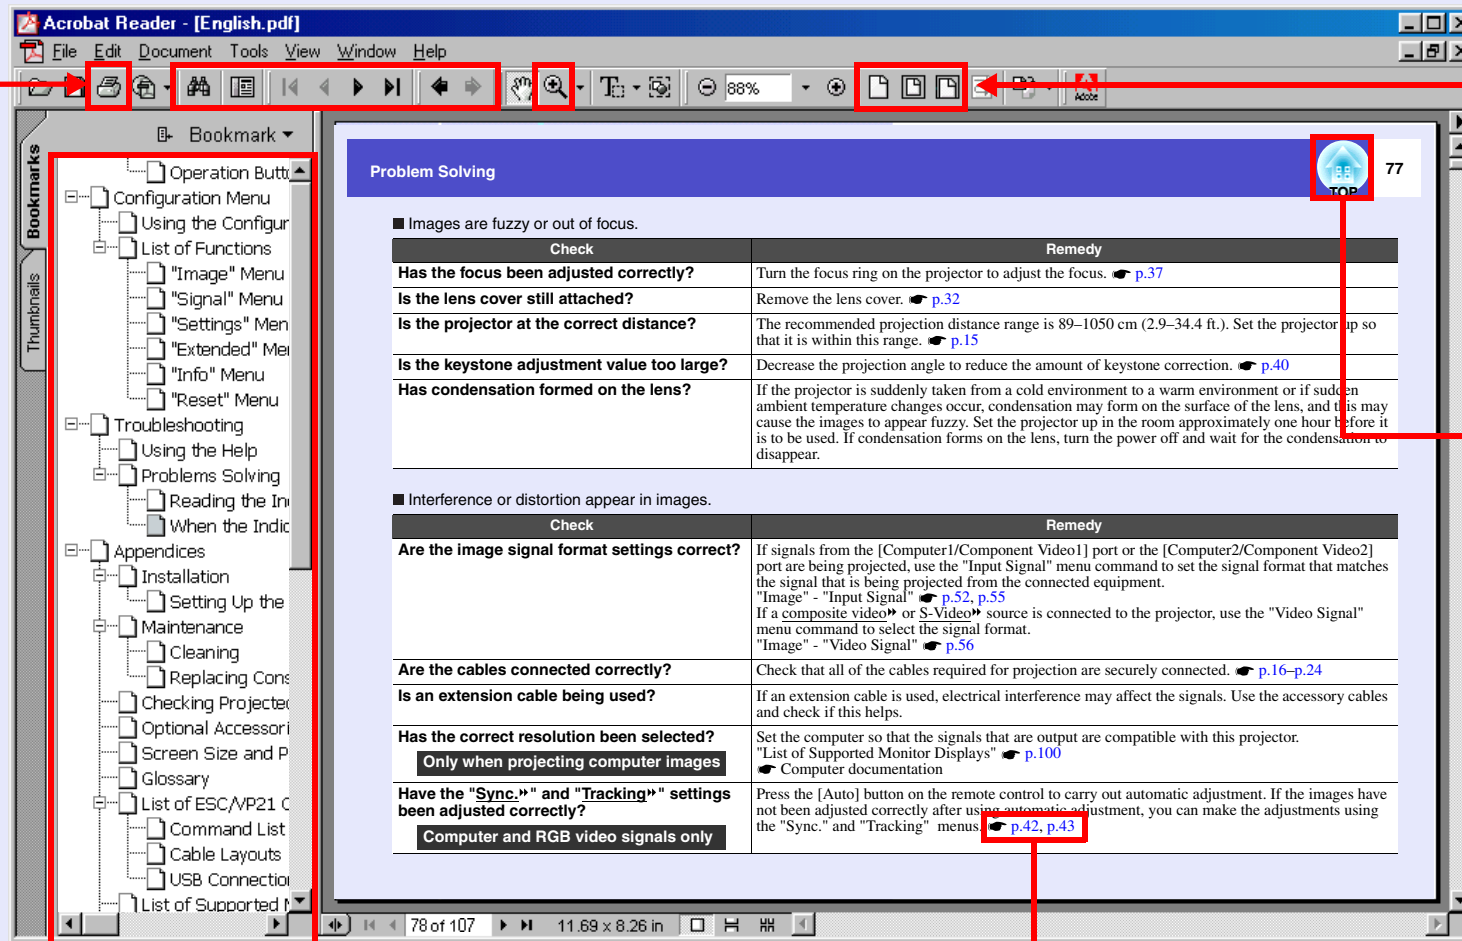 Acrobat Reader - [English.pdf]
File Edit Document Tools View Window Help
88%
Adobe
Bookmarks
Thumbnails
Bookmark
Operation Butt
Configuration Menu
Using the Configur
List of Functions
"Image" Menu
"Signal" Menu
"Settings" Men
"Extended" Me
"Info" Menu
"Reset" Menu
Troubleshooting
Using the Help
Problems Solving
Reading the In
When the Indic
Appendices
Installation
Setting Up the
Maintenance
Cleaning
Replacing Cons
Checking Projected
Optional Accessori
Screen Size and P
Glossary
List of ESC/VP21 C
Command List
Cable Layouts
USB Connection
List of Supported M
Problem Solving
TOP
77
■ Images are fuzzy or out of focus.
Check Remedy
Has the focus been adjusted correctly? Turn the focus ring on the projector to adjust the focus. ☛ p.37
Is the lens cover still attached? Remove the lens cover. ☛ p.32
Is the projector at the correct distance? The recommended projection distance range is 89–1050 cm (2.9–34.4 ft.). Set the projector up so
that it is within this range. ☛ p.15
Is the keystone adjustment value too large? Decrease the projection angle to reduce the amount of keystone correction. ☛ p.40
Has condensation formed on the lens? If the projector is suddenly taken from a cold environment to a warm environment or if sudden
ambient temperature changes occur, condensation may form on the surface of the lens, and this may
cause the images to appear fuzzy. Set the projector up in the room approximately one hour before it
is to be used. If condensation forms on the lens, turn the power off and wait for the condensation to
disappear.
■ Interference or distortion appear in images.
Check Remedy
Are the image signal format settings correct? If signals from the [Computer1/Component Video1] port or the [Computer2/Component Video2]
port are being projected, use the "Input Signal" menu command to set the signal format that matches
the signal that is being projected from the connected equipment.
"Image" - "Input Signal" ☛ p.52, p.55
If a composite video▸▸ or S-Video▸▸ source is connected to the projector, use the "Video Signal"
menu command to select the signal format.
"Image" - "Video Signal" ☛ p.56
Are the cables connected correctly? Check that all of the cables required for projection are securely connected. ☛ p.16–p.24
Is an extension cable being used? If an extension cable is used, electrical interference may affect the signals. Use the accessory cables
and check if this helps.
Has the correct resolution been selected? Set the computer so that the signals that are output are compatible with this projector.
Only when projecting computer images "List of Supported Monitor Displays" ☛ p.100
☛ Computer documentation
Have the "Sync.▸▸" and "Tracking▸▸" settings Press the [Auto] button on the remote control to carry out automatic adjustment. If the images have
been adjusted correctly? not been adjusted correctly after using automatic adjustment, you can make the adjustments using
Computer and RGB video signals only the "Sync." and "Tracking" menus. ☛ p.42, p.43
78 of 107 11.69 x 8.26 in